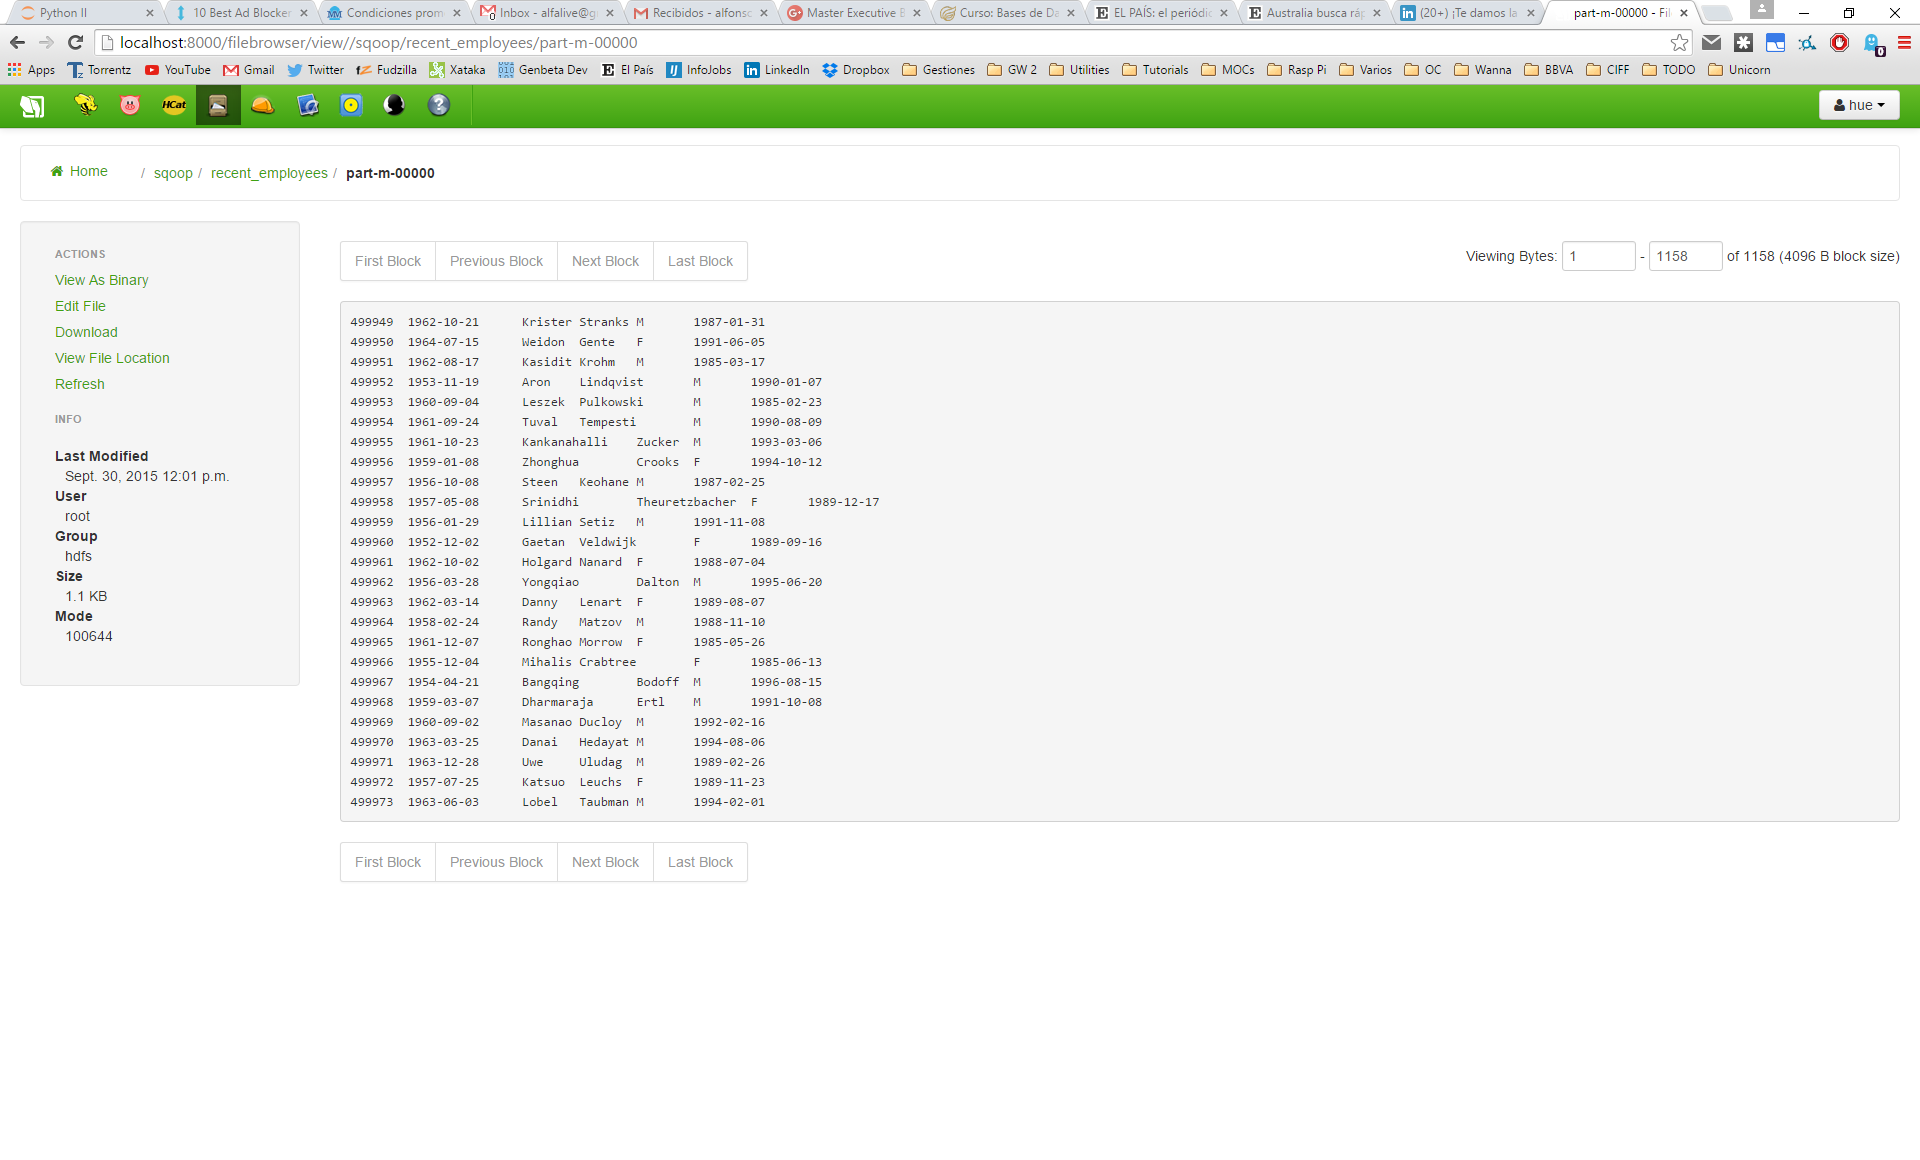 Python II
10 Best Ad Blocker
Condiciones prom
Inbox - alfalive@g
Recibidos - alfonsc
Master Executive B
Curso: Bases de Da
EL PAÍS: el periódic
Australia busca ráp
(20+) ¡Te damos la
part-m-00000 - Fil
localhost:8000/filebrowser/view//sqoop/recent_employees/part-m-00000
Apps Torrentz YouTube Gmail Twitter Fudzilla Xataka Genbeta Dev El País InfoJobs LinkedIn Dropbox Gestiones GW 2 Utilities Tutorials MOCs Rasp Pi Varios OC Wanna BBVA CIFF TODO Unicorn
HCat
hue
Home / sqoop / recent_employees / part-m-00000
ACTIONS
View As Binary
Edit File
Download
View File Location
Refresh
INFO
Last Modified
Sept. 30, 2015 12:01 p.m.
User
root
Group
hdfs
Size
1.1 KB
Mode
100644
First Block Previous Block Next Block Last Block
Viewing Bytes: 1 - 1158 of 1158 (4096 B block size)
499949 1962-10-21 Krister Stranks M 1987-01-31
499950 1964-07-15 Weidon Gente F 1991-06-05
499951 1962-08-17 Kasidit Krohm M 1985-03-17
499952 1953-11-19 Aron Lindqvist M 1990-01-07
499953 1960-09-04 Leszek Pulkowski M 1985-02-23
499954 1961-09-24 Tuval Tempesti M 1990-08-09
499955 1961-10-23 Kankanahalli Zucker M 1993-03-06
499956 1959-01-08 Zhonghua Crooks F 1994-10-12
499957 1956-10-08 Steen Keohane M 1987-02-25
499958 1957-05-08 Srinidhi Theuretzbacher F 1989-12-17
499959 1956-01-29 Lillian Setiz M 1991-11-08
499960 1952-12-02 Gaetan Veldwijk F 1989-09-16
499961 1962-10-02 Holgard Nanard F 1988-07-04
499962 1956-03-28 Yongqiao Dalton M 1995-06-20
499963 1962-03-14 Danny Lenart F 1989-08-07
499964 1958-02-24 Randy Matzov M 1988-11-10
499965 1961-12-07 Ronghao Morrow F 1985-05-26
499966 1955-12-04 Mihalis Crabtree F 1985-06-13
499967 1954-04-21 Bangqing Bodoff M 1996-08-15
499968 1959-03-07 Dharmaraja Ertl M 1991-10-08
499969 1960-09-02 Masanao Ducloy M 1992-02-16
499970 1963-03-25 Danai Hedayat M 1994-08-06
499971 1963-12-28 Uwe Uludag M 1989-02-26
499972 1957-07-25 Katsuo Leuchs F 1989-11-23
499973 1963-06-03 Lobel Taubman M 1994-02-01
First Block Previous Block Next Block Last Block